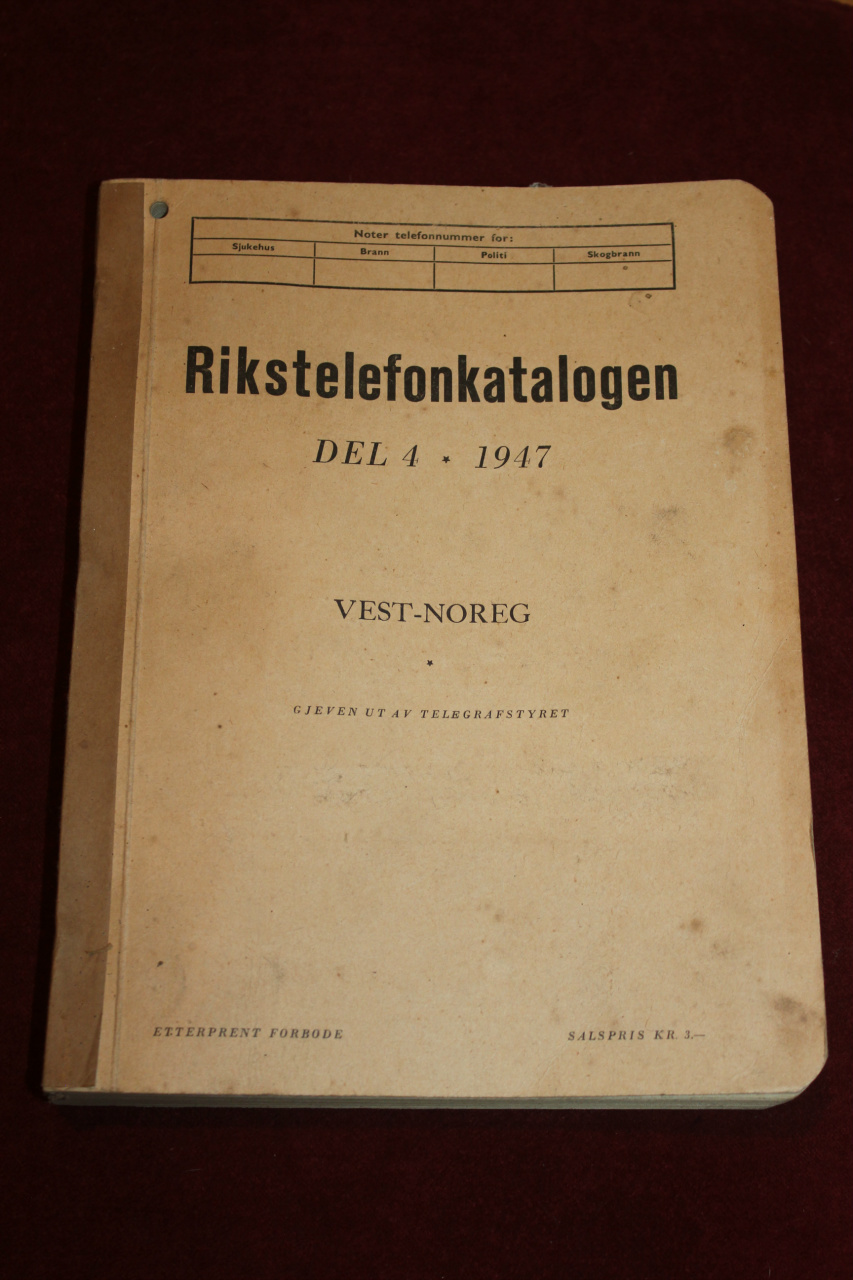 Noter telefonnummer for:
Sjukehus Brann Politi Skogbrann
Rikstelefonkatalogen
DEL 4 ★ 1947
VEST-NOREG
★
GJEVEN UT AV TELEGRAFSTYRET
ETTERPRENT FORBODE SALSPRIS KR. 3.—